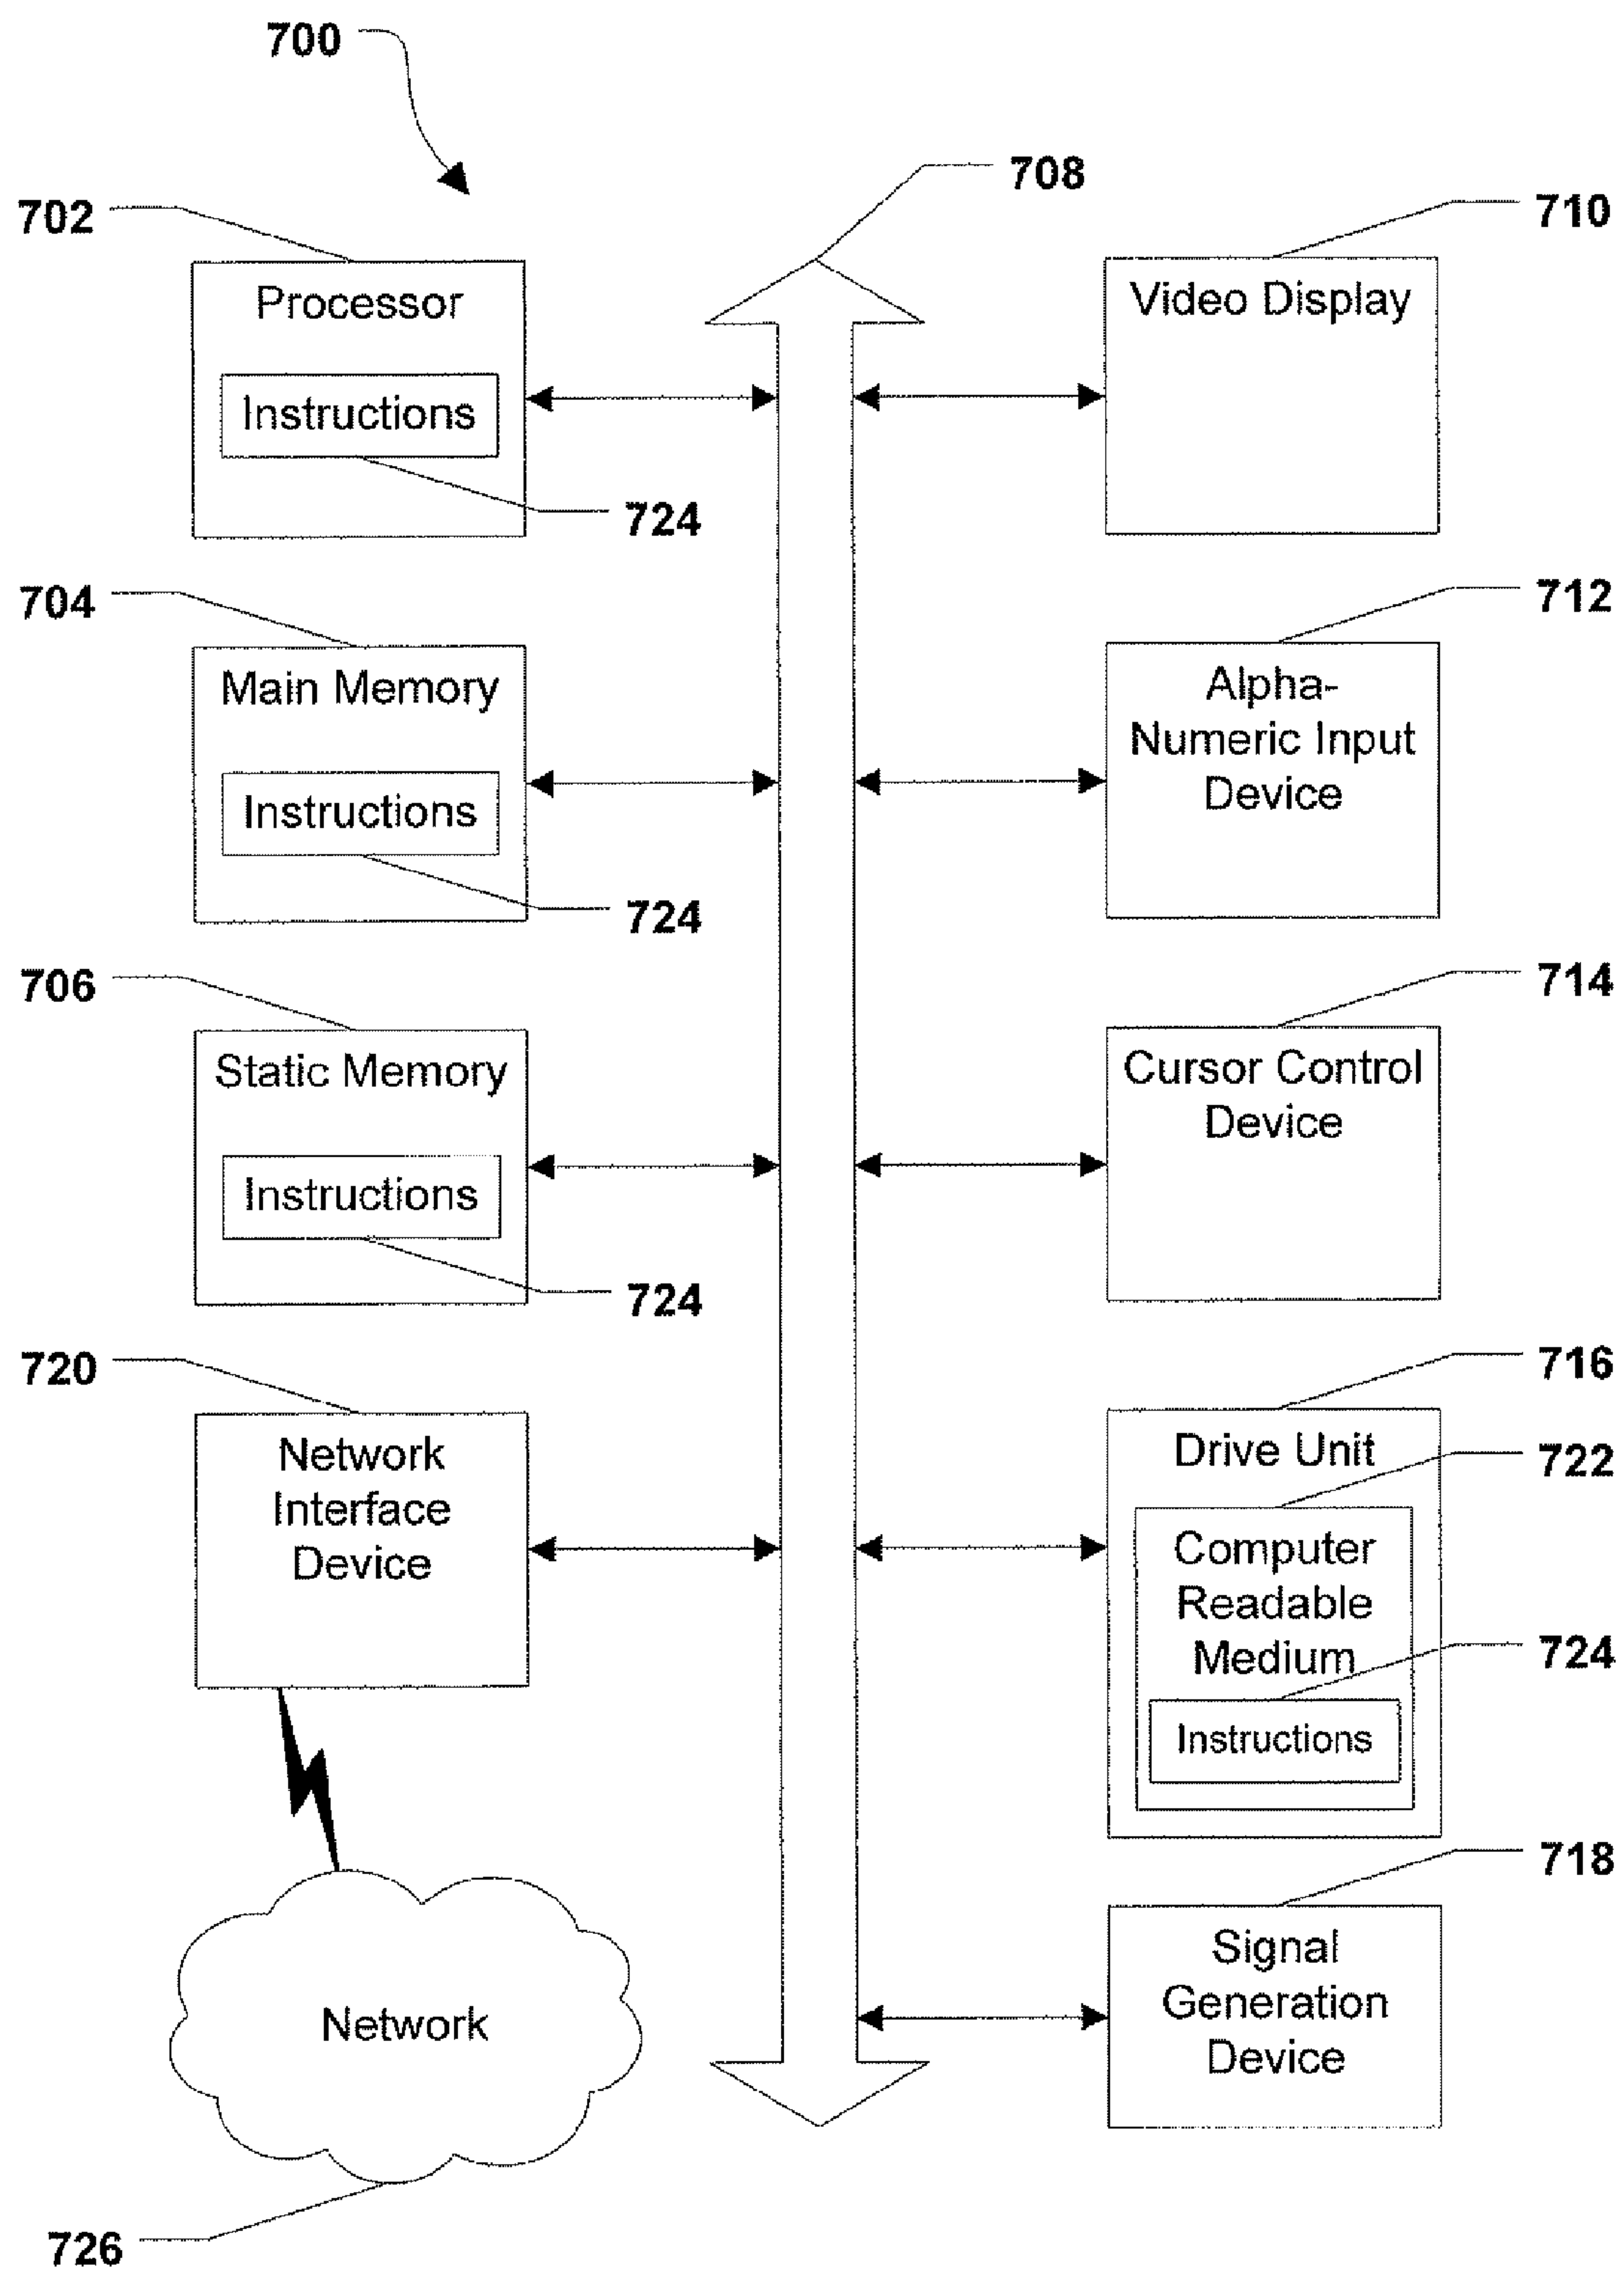 700
708
702
710
Processor
Instructions
724
Video Display
704
712
Main Memory
Instructions
724
Alpha-
Numeric Input
Device
706
714
Static Memory
Instructions
724
Cursor Control
Device
720
716
Network
Interface
Device
Drive Unit
722
Computer
Readable
Medium
724
Instructions
718
Signal
Generation
Device
Network
726